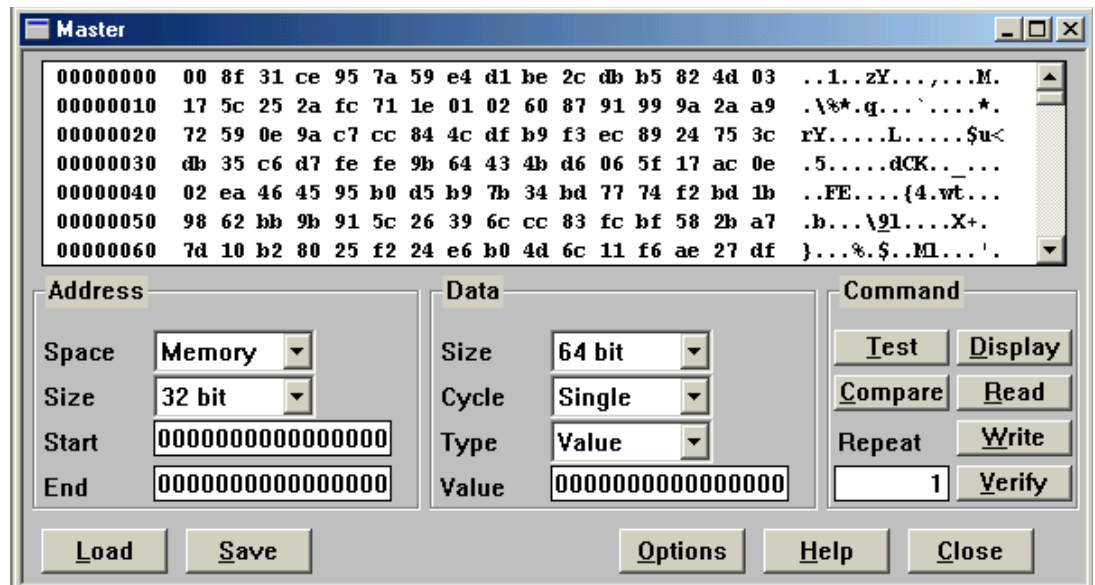 Master
00000000 00 8f 31 ce 95 7a 59 e4 d1 be 2c db b5 82 4d 03 ..1..zY...,...M.
00000010 17 5c 25 2a fc 71 1e 01 02 60 87 91 99 9a 2a a9 .\%*.q...`....*.
00000020 72 59 0e 9a c7 cc 84 4c df b9 f3 ec 89 24 75 3c rY.....L.....$u<
00000030 db 35 c6 d7 fe fe 9b 64 43 4b d6 06 5f 17 ac 0e .5.....dCK.._...
00000040 02 ea 46 45 95 b0 d5 b9 7b 34 bd 77 74 f2 bd 1b ..FE....{4.wt...
00000050 98 62 bb 9b 91 5c 26 39 6c cc 83 fc bf 58 2b a7 .b...\9l....X+.
00000060 7d 10 b2 80 25 f2 24 e6 b0 4d 6c 11 f6 ae 27 df }...%.$..Ml...'.
Address Data Command
Space Memory Size 64 bit Test Display
Size 32 bit Cycle Single Compare Read
Start 0000000000000000 Type Value Repeat Write
End 0000000000000000 Value 0000000000000000 1 Verify
Load Save Options Help Close